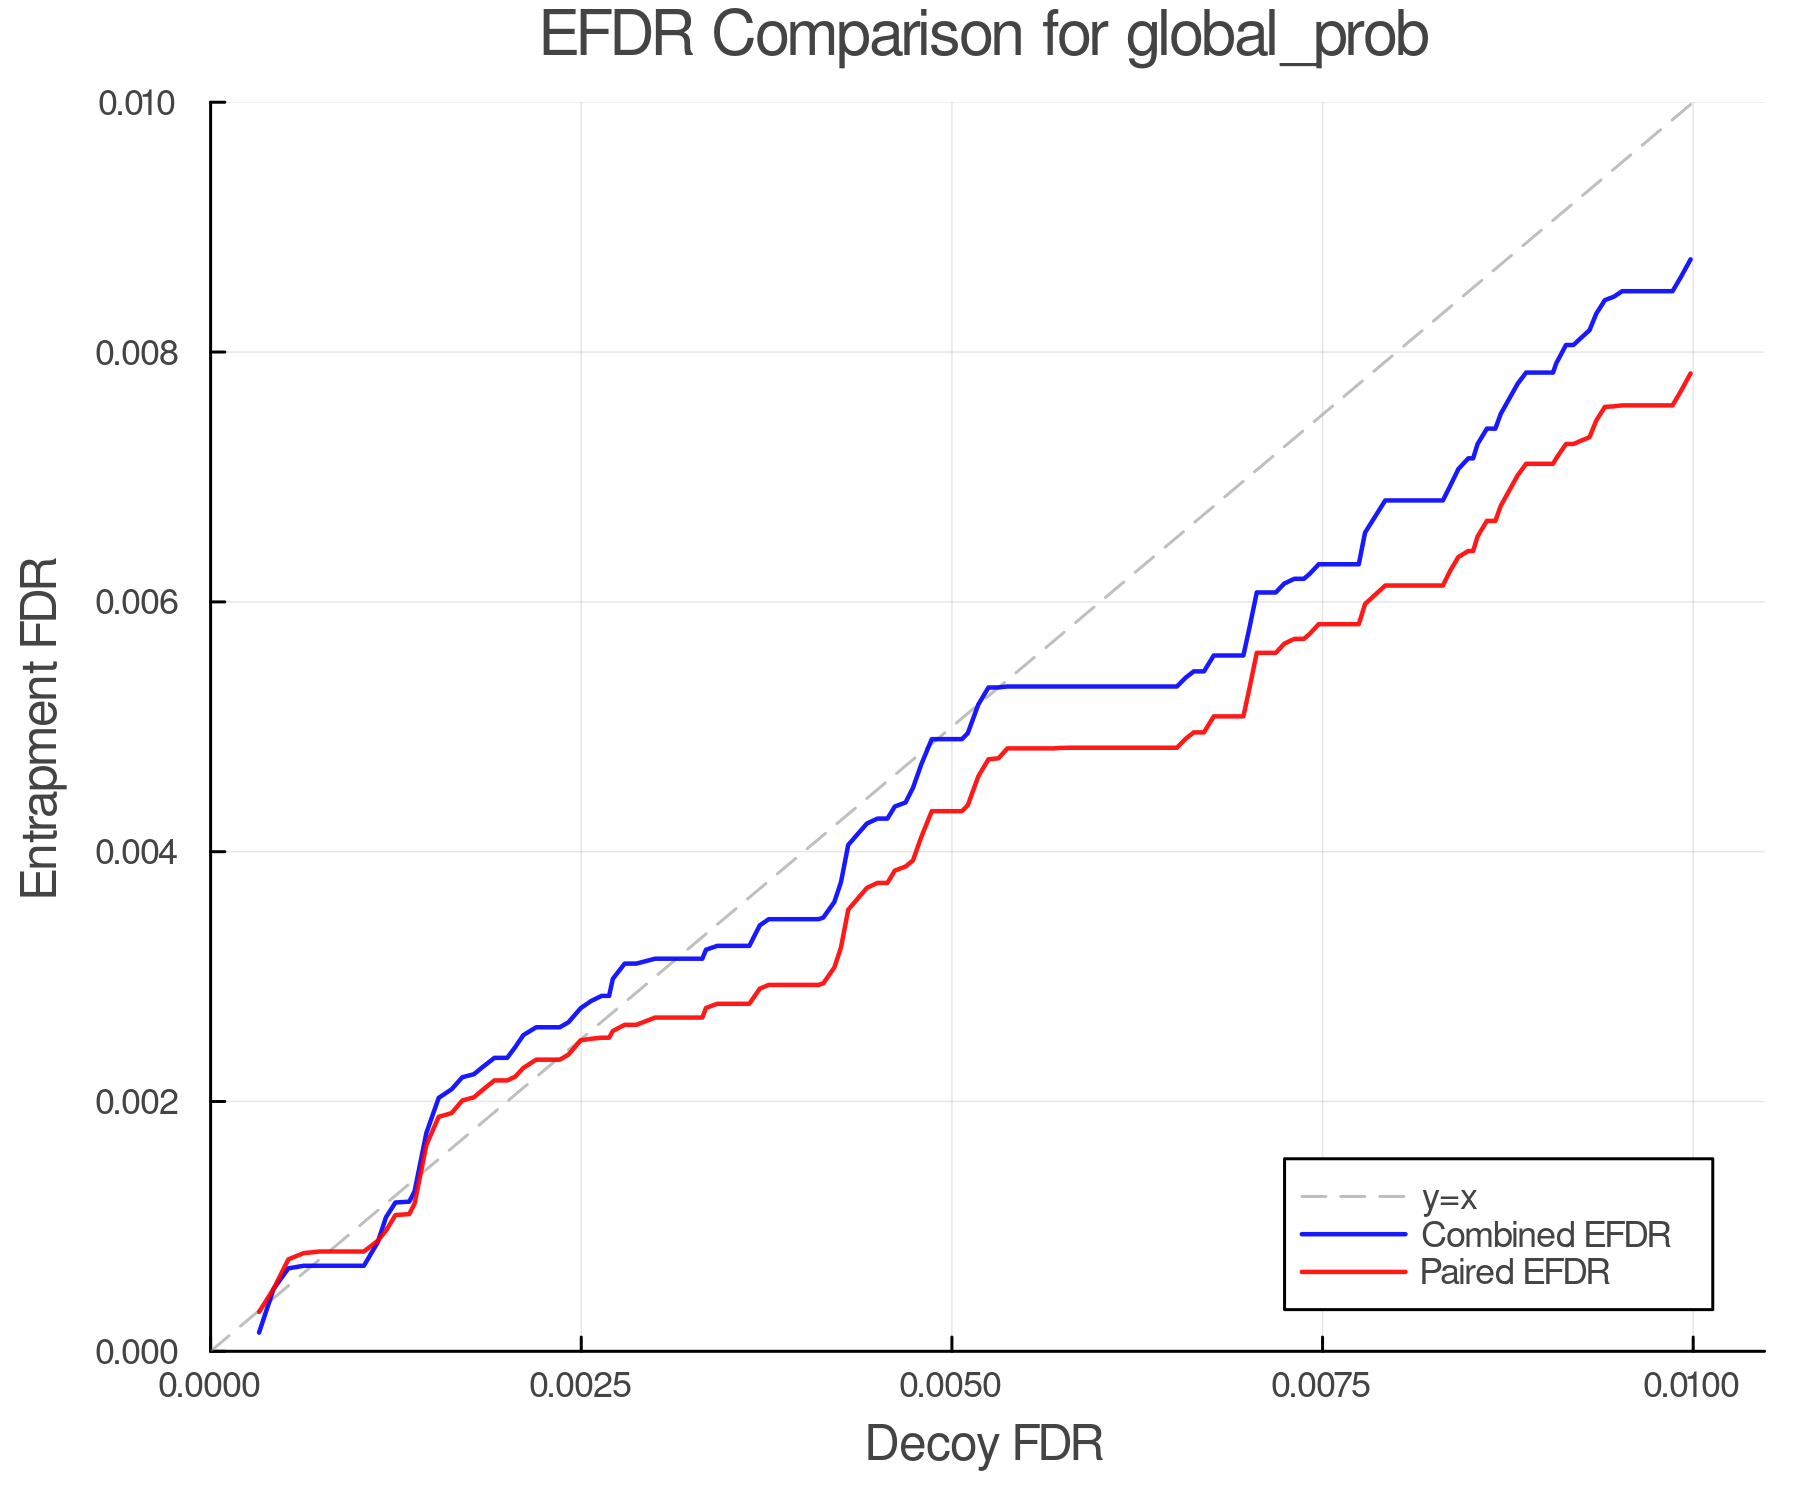 EFDR Comparison for global_prob
0.010
0.008
0.006
0.004
0.002
0.000
Entrapment FDR
0.0000
0.0025
0.0050
0.0075
0.0100
Decoy FDR
y=x
Combined EFDR
Paired EFDR